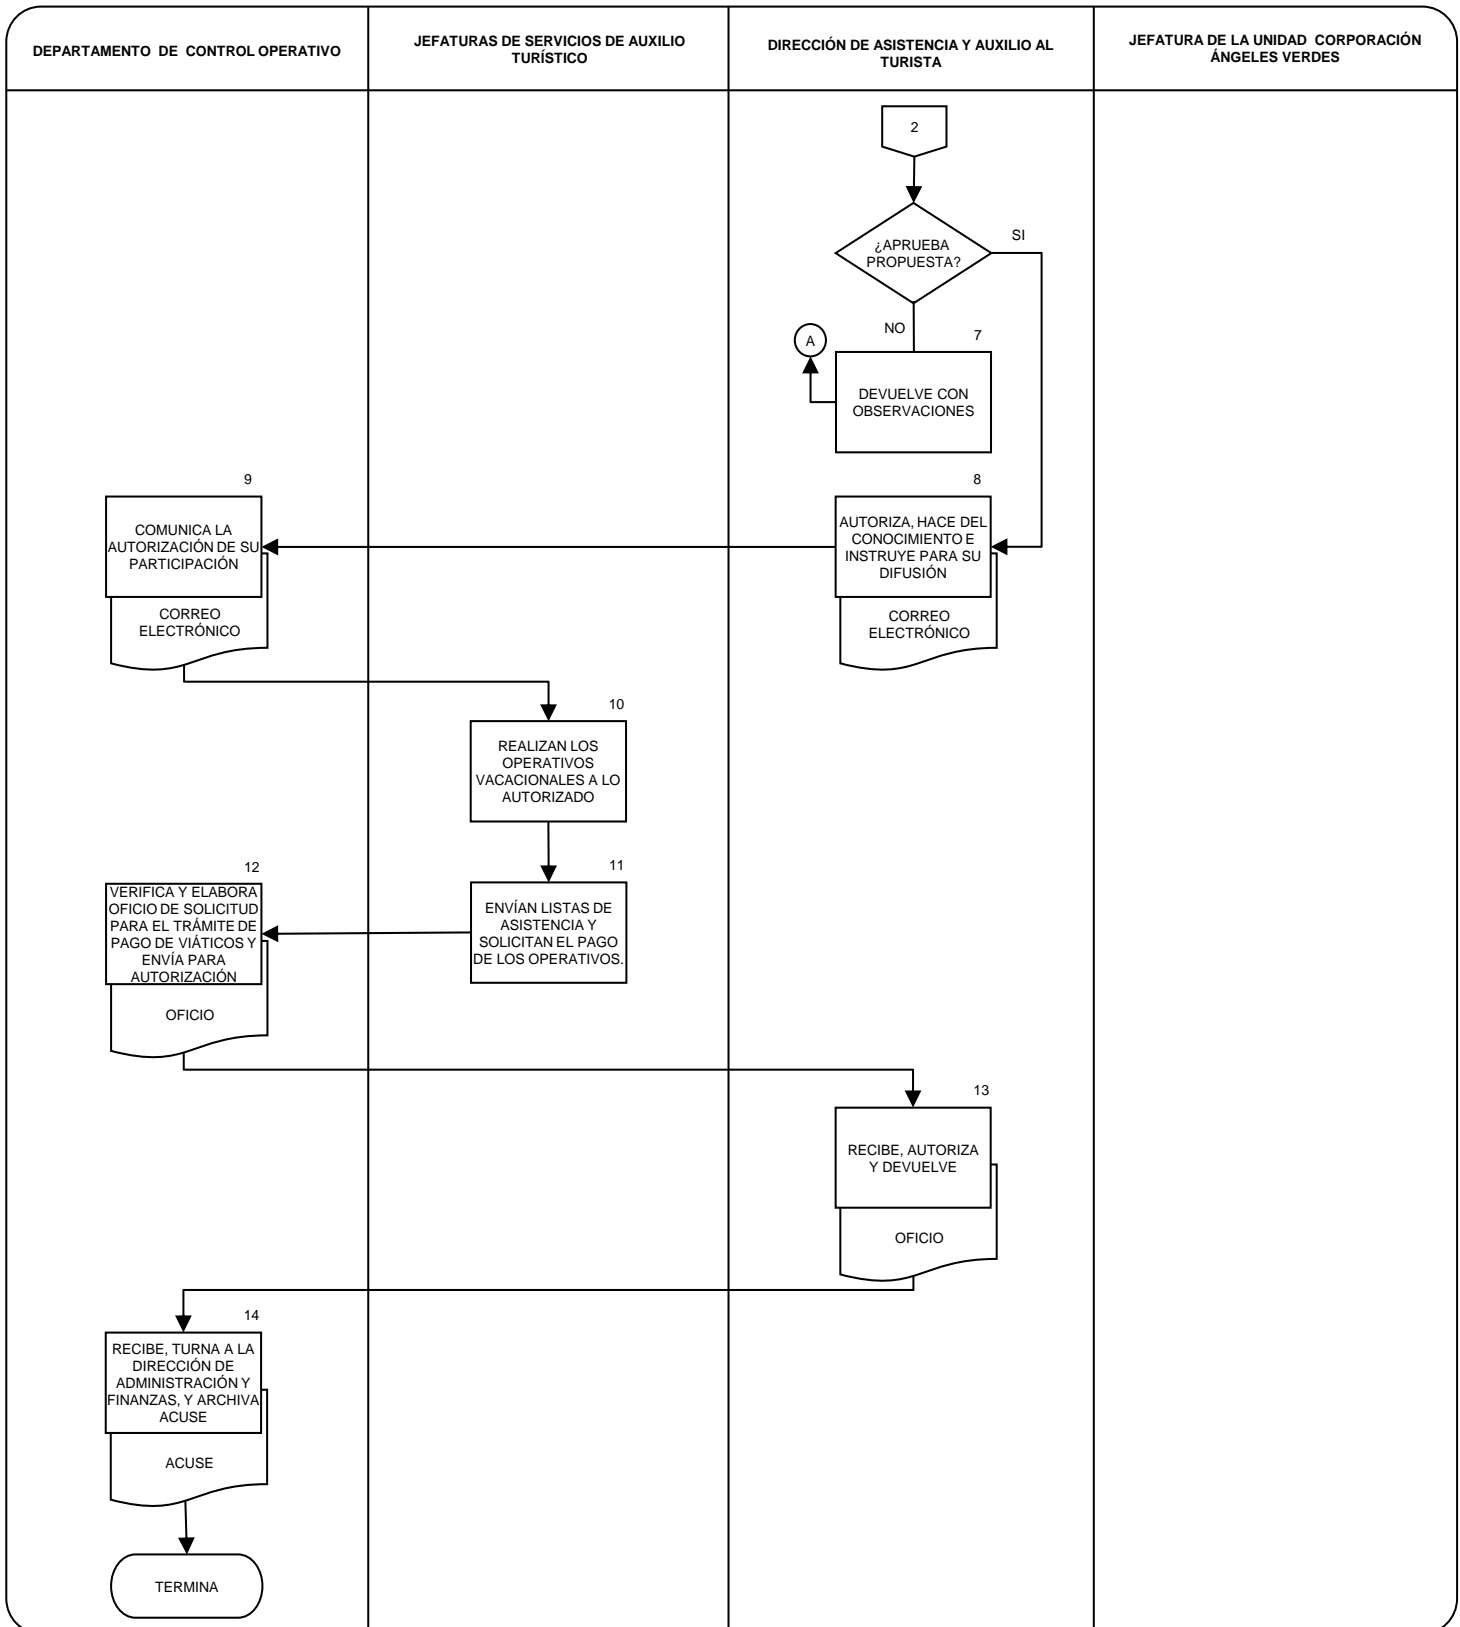 DEPARTAMENTO DE CONTROL OPERATIVO
JEFATURAS DE SERVICIOS DE AUXILIO
TURÍSTICO
DIRECCIÓN DE ASISTENCIA Y AUXILIO AL
TURISTA
JEFATURA DE LA UNIDAD CORPORACIÓN
ÁNGELES VERDES
2
¿APRUEBA
PROPUESTA?
SI
NO
A
7
DEVUELVE CON
OBSERVACIONES
8
AUTORIZA, HACE DEL
CONOCIMIENTO E
INSTRUYE PARA SU
DIFUSIÓN
CORREO
ELECTRÓNICO
9
COMUNICA LA
AUTORIZACIÓN DE SU
PARTICIPACIÓN
CORREO
ELECTRÓNICO
10
REALIZAN LOS
OPERATIVOS
VACACIONALES A LO
AUTORIZADO
11
ENVÍAN LISTAS DE
ASISTENCIA Y
SOLICITAN EL PAGO
DE LOS OPERATIVOS.
12
VERIFICA Y ELABORA
OFICIO DE SOLICITUD
PARA EL TRÁMITE DE
PAGO DE VIÁTICOS Y
ENVÍA PARA
AUTORIZACIÓN
OFICIO
13
RECIBE, AUTORIZA
Y DEVUELVE
OFICIO
14
RECIBE, TURNA A LA
DIRECCIÓN DE
ADMINISTRACIÓN Y
FINANZAS, Y ARCHIVA
ACUSE
ACUSE
TERMINA